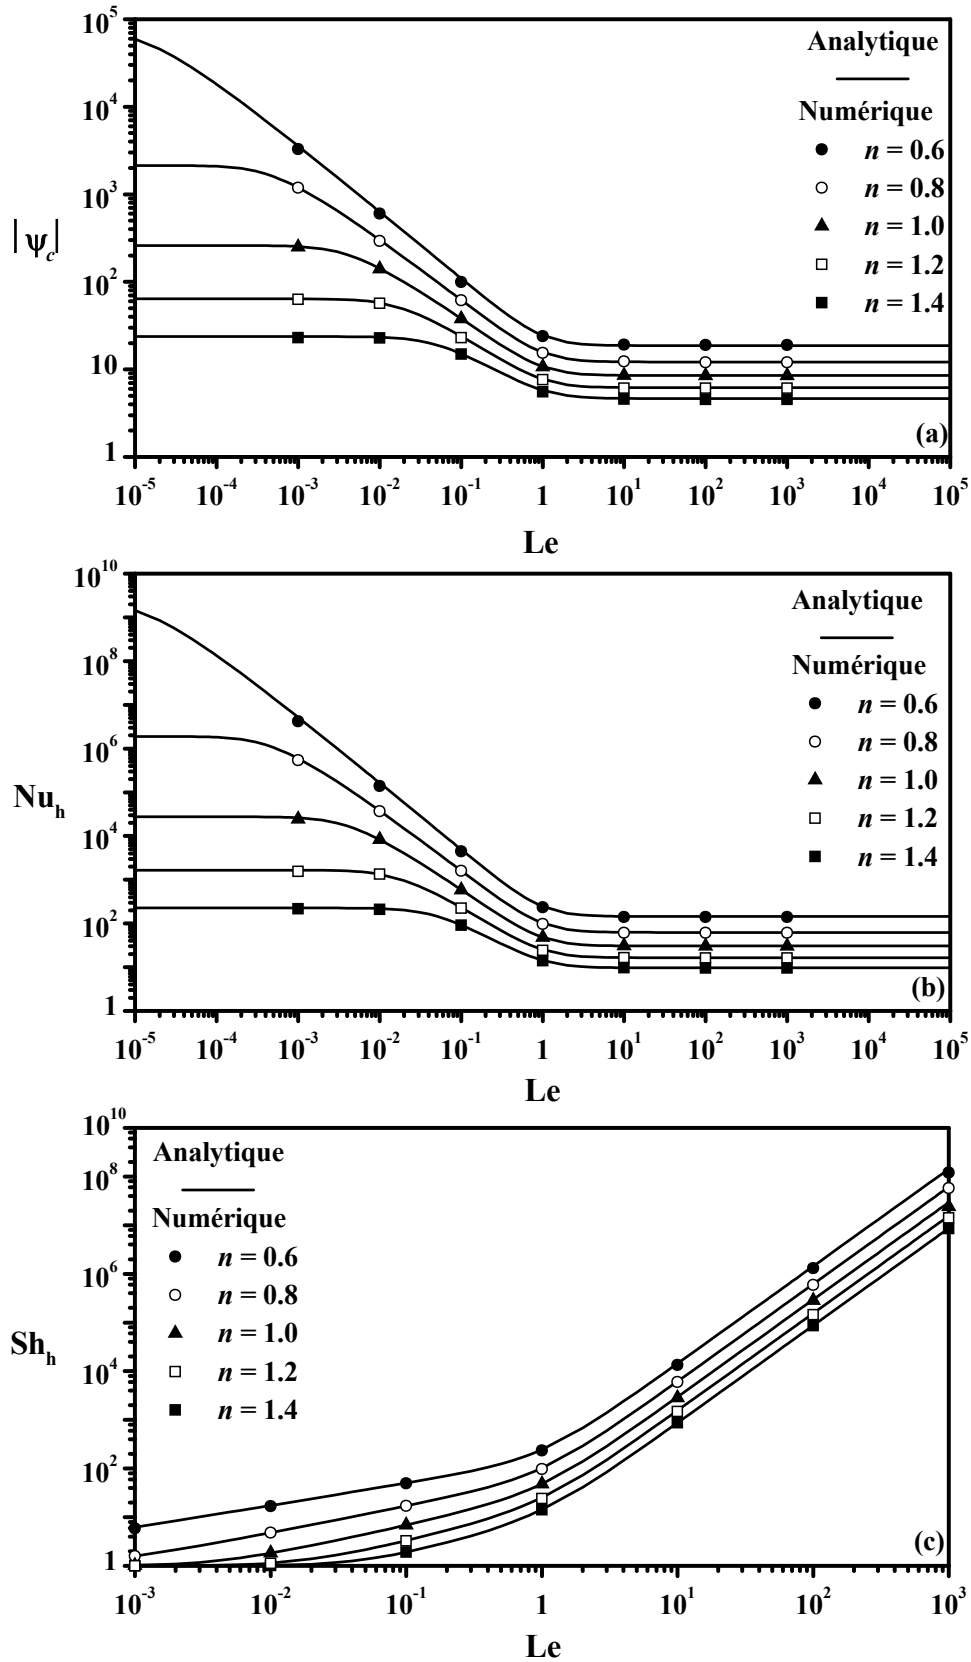 10^5
10^4
10^3
10^2
10
1
|ψ_c|
Analytique
Numérique
n = 0.6
n = 0.8
n = 1.0
n = 1.2
n = 1.4
(a)
10^-5 10^-4 10^-3 10^-2 10^-1 1 10^1 10^2 10^3 10^4 10^5
Le
10^10
10^8
10^6
10^4
10^2
1
Nu_h
Analytique
Numérique
n = 0.6
n = 0.8
n = 1.0
n = 1.2
n = 1.4
(b)
10^-5 10^-4 10^-3 10^-2 10^-1 1 10^1 10^2 10^3 10^4 10^5
Le
10^10
10^8
10^6
10^4
10^2
1
Sh_h
Analytique
Numérique
n = 0.6
n = 0.8
n = 1.0
n = 1.2
n = 1.4
(c)
10^-3 10^-2 10^-1 1 10^1 10^2 10^3
Le